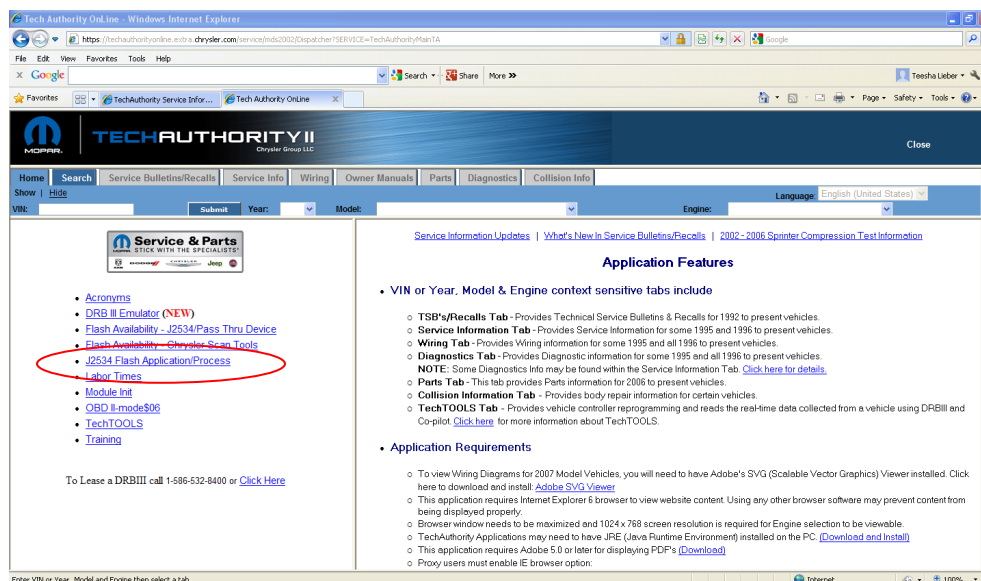 Tech Authority OnLine - Windows Internet Explorer
https://techauthorityonline.extra.chrysler.com/service/mds2002/Dispatcher?SERVICE=TechAuthorityMainTA
Google
File Edit View Favorites Tools Help
x Google Search Share More » Teesha Lieber
Favorites TechAuthority Service Infor... Tech Authority OnLine x Page Safety Tools
MOPAR. TECHAUTHORITY II
Chrysler Group LLC
Close
Home Search Service Bulletins/Recalls Service Info Wiring Owner Manuals Parts Diagnostics Collision Info
Show | Hide Language: English (United States)
VIN: Submit Year: Model: Engine:
Service & Parts
STICK WITH THE SPECIALISTS
MOPAR
RAM DODGE CHRYSLER Jeep
Service Information Updates | What's New In Service Bulletins/Recalls | 2002 - 2006 Sprinter Compression Test Information
Acronyms
DRB III Emulator (NEW)
Flash Availability - J2534/Pass Thru Device
Flash Availability - Chrysler Scan Tools
J2534 Flash Application/Process
Labor Times
Module Init
OBD II-mode$06
TechTOOLS
Training
To Lease a DRBIII call 1-586-532-8400 or Click Here
Application Features
• VIN or Year, Model & Engine context sensitive tabs include
TSB's/Recalls Tab - Provides Technical Service Bulletins & Recalls for 1992 to present vehicles.
Service Information Tab - Provides Service Information for some 1995 and 1996 to present vehicles.
Wiring Tab - Provides Wiring information for some 1995 and all 1996 to present vehicles.
Diagnostics Tab - Provides Diagnostic information for some 1995 and all 1996 to present vehicles.
NOTE: Some Diagnostics Info may be found within the Service Information Tab. Click here for details.
Parts Tab - This tab provides Parts information for 2006 to present vehicles.
Collision Information Tab - Provides body repair information for certain vehicles.
TechTOOLS Tab - Provides vehicle controller reprogramming and reads the real-time data collected from a vehicle using DRBIII and
Co-pilot. Click here for more information about TechTOOLS.
• Application Requirements
To view Wiring Diagrams for 2007 Model Vehicles, you will need to have Adobe's SVG (Scalable Vector Graphics) Viewer installed. Click
here to download and install: Adobe SVG Viewer
This application requires Internet Explorer 6 browser to view website content. Using any other browser software may prevent content from
being displayed properly.
Browser window needs to be maximized and 1024 x 768 screen resolution is required for Engine selection to be viewable.
TechAuthority Applications may need to have JRE (Java Runtime Environment) installed on the PC. (Download and Install)
This application requires Adobe 5.0 or later for displaying PDF's (Download)
Proxy users must enable IE browser option:
Enter VIN or Year, Model and Engine then select a tab Internet 100%